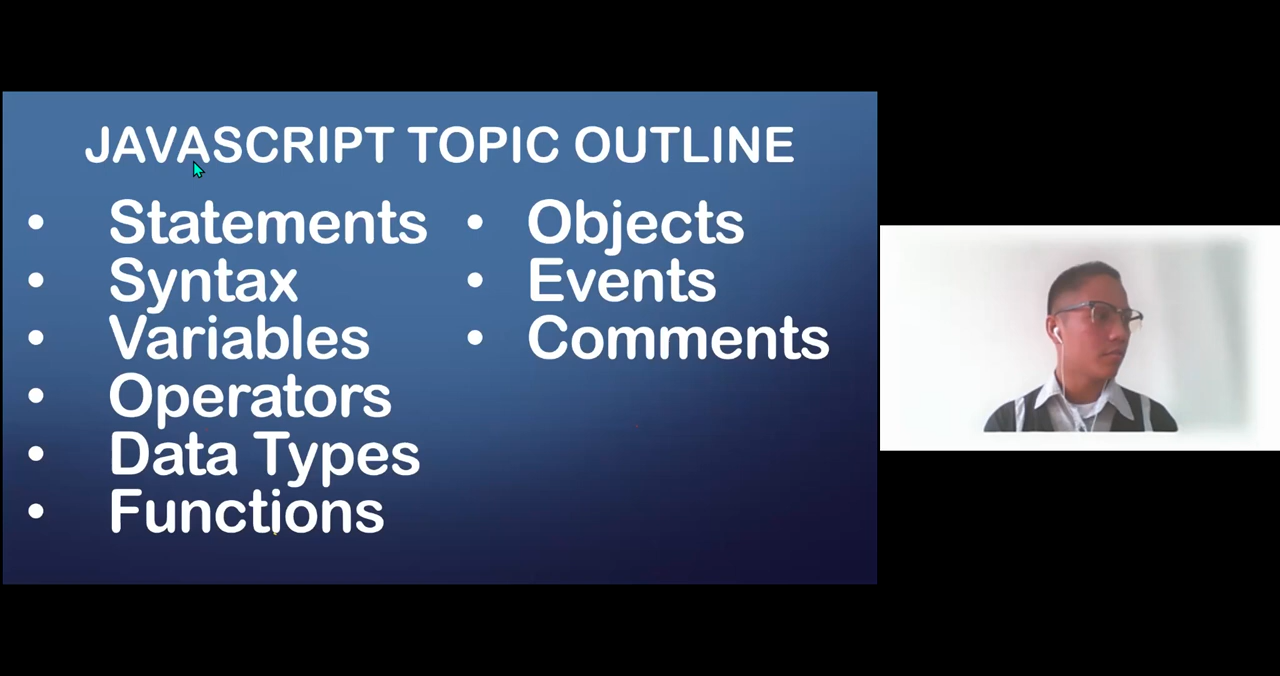 JAVASCRIPT TOPIC OUTLINE
• Statements
• Syntax
• Variables
• Operators
• Data Types
• Functions
• Objects
• Events
• Comments